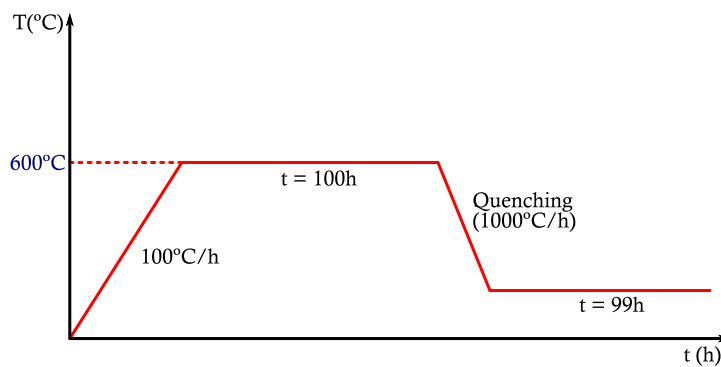 T(ºC)
600ºC
t = 100h
Quenching
(1000ºC/h)
100ºC/h
t = 99h
t (h)